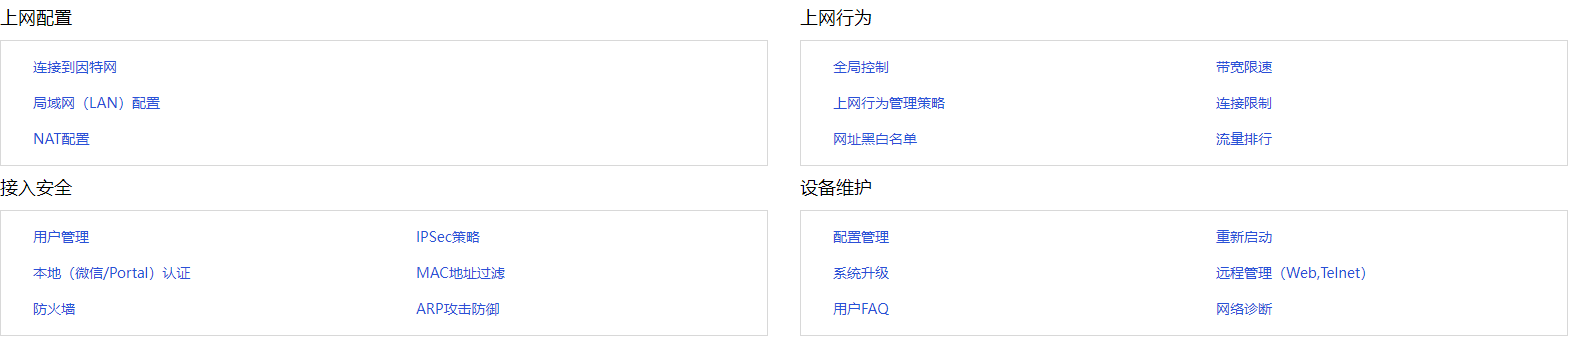 上网配置
连接到因特网
局域网（LAN）配置
NAT配置
上网行为
全局控制
带宽限速
上网行为管理策略
连接限制
网址黑白名单
流量排行
接入安全
用户管理
IPSec策略
本地（微信/Portal）认证
MAC地址过滤
防火墙
ARP攻击防御
设备维护
配置管理
重新启动
系统升级
远程管理（Web,Telnet）
用户FAQ
网络诊断